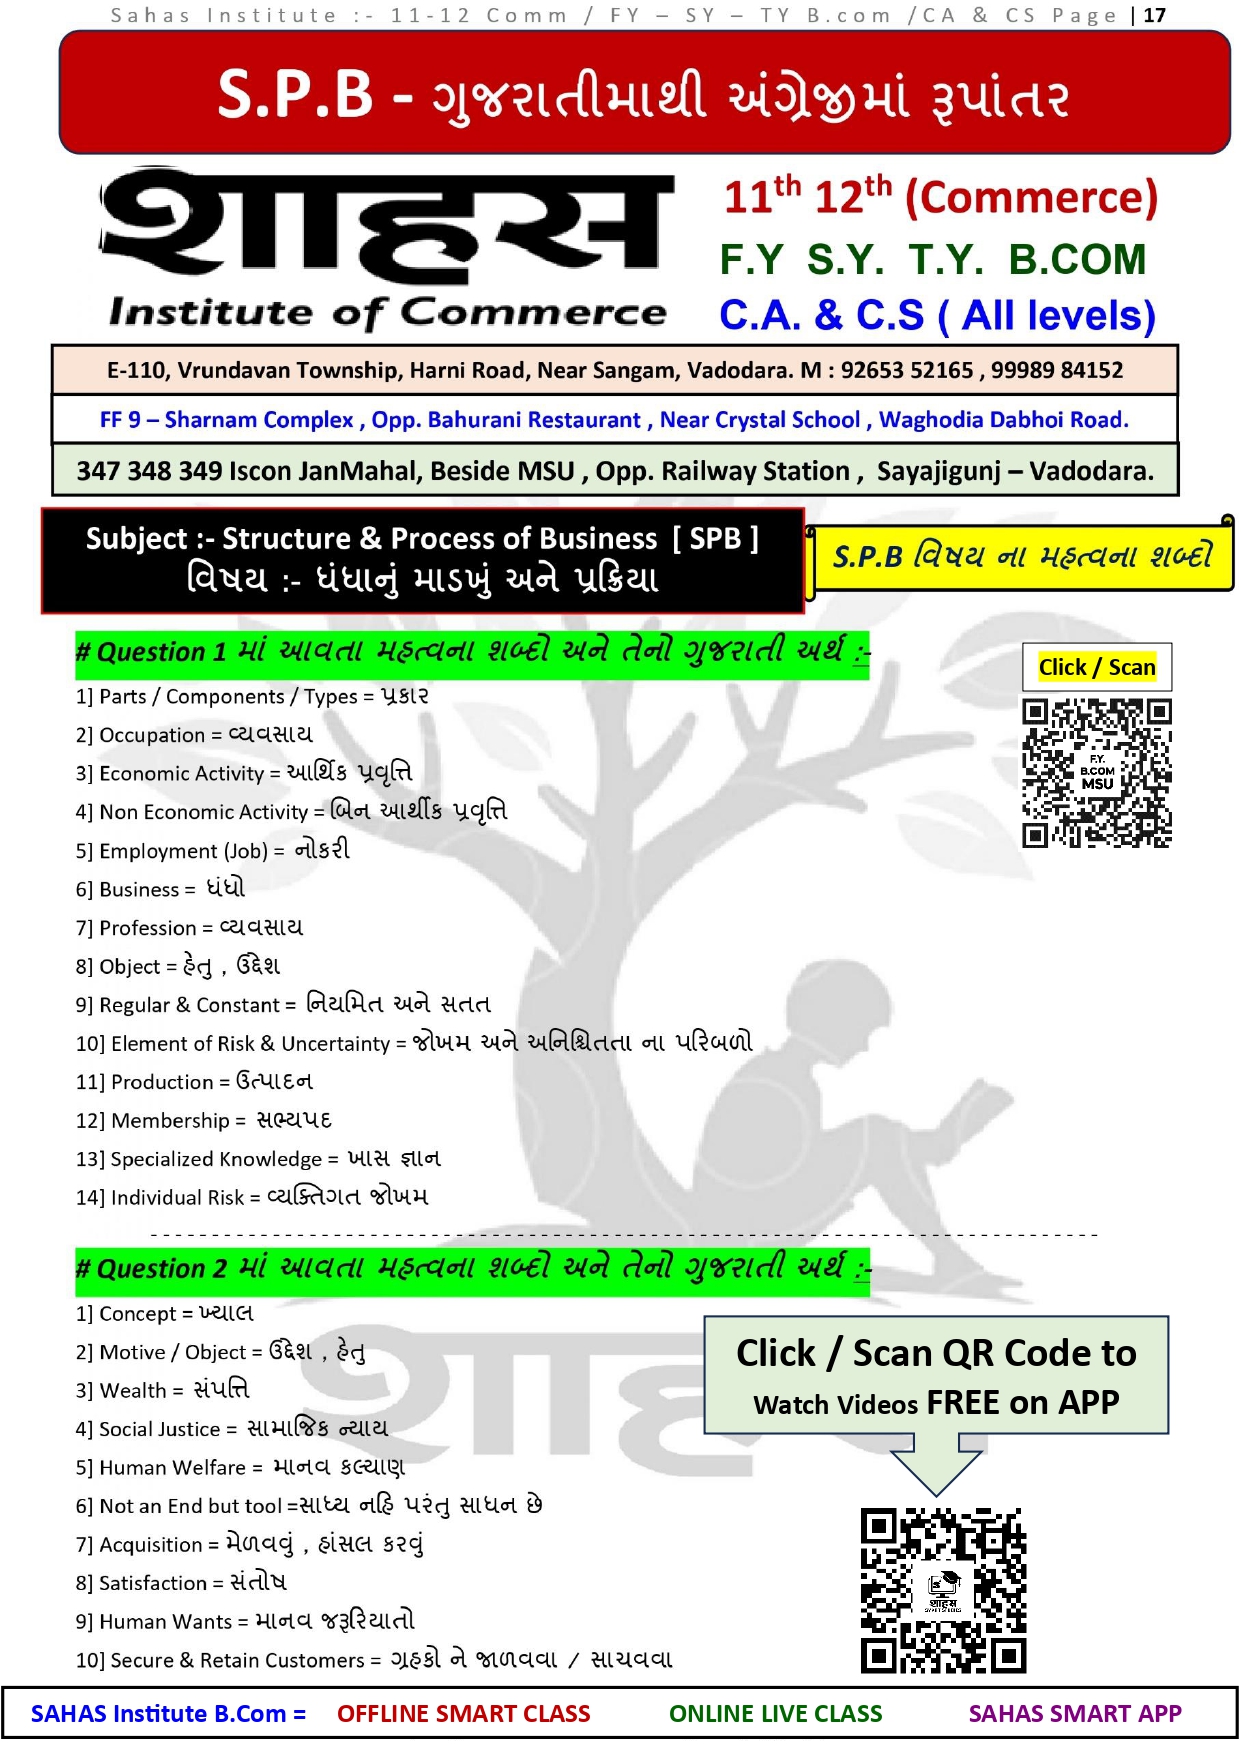 Sahas Institute :- 11-12 Comm / FY – SY – TY B.com /CA & CS Page | 17
S.P.B - ગુજરાતીમાથી અંગ્રેજીમાં રૂપાંતર
શાहस
Institute of Commerce
11th 12th (Commerce)
F.Y S.Y. T.Y. B.COM
C.A. & C.S ( All levels)
E-110, Vrundavan Township, Harni Road, Near Sangam, Vadodara. M : 92653 52165 , 99989 84152
FF 9 – Sharnam Complex , Opp. Bahurani Restaurant , Near Crystal School , Waghodia Dabhoi Road.
347 348 349 Iscon JanMahal, Beside MSU , Opp. Railway Station , Sayajigunj – Vadodara.
Subject :- Structure & Process of Business [ SPB ]
વિષય :- ધંધાનું માડખું અને પ્રક્રિયા
S.P.B વિષય ના મહત્વના શબ્દો
# Question 1 માં આવતા મહત્વના શબ્દો અને તેનો ગુજરાતી અર્થ :-
Click / Scan
F.Y.
B.COM
MSU
1] Parts / Components / Types = પ્રકાર
2] Occupation = વ્યવસાય
3] Economic Activity = આર્થિક પ્રવૃત્તિ
4] Non Economic Activity = બિન આર્થીક પ્રવૃત્તિ
5] Employment (Job) = નોકરી
6] Business = ધંધો
7] Profession = વ્યવસાય
8] Object = હેતુ , ઉદ્દેશ
9] Regular & Constant = નિયમિત અને સતત
10] Element of Risk & Uncertainty = જોખમ અને અનિશ્ચિતતા ના પરિબળો
11] Production = ઉત્પાદન
12] Membership = સભ્યપદ
13] Specialized Knowledge = ખાસ જ્ઞાન
14] Individual Risk = વ્યક્તિગત જોખમ
# Question 2 માં આવતા મહત્વના શબ્દો અને તેનો ગુજરાતી અર્થ :-
1] Concept = ખ્યાલ
2] Motive / Object = ઉદ્દેશ , હેતુ
3] Wealth = સંપત્તિ
4] Social Justice = સામાજિક ન્યાય
5] Human Welfare = માનવ કલ્યાણ
6] Not an End but tool =સાધ્ય નહિ પરંતુ સાધન છે
7] Acquisition = મેળવવું , હાંસલ કરવું
8] Satisfaction = સંતોષ
9] Human Wants = માનવ જરૂરિયાતો
10] Secure & Retain Customers = ગ્રહકો ને જાળવવા / સાચવવા
Click / Scan QR Code to
Watch Videos FREE on APP
शाहस
SAHAS Institute B.Com = OFFLINE SMART CLASS ONLINE LIVE CLASS SAHAS SMART APP